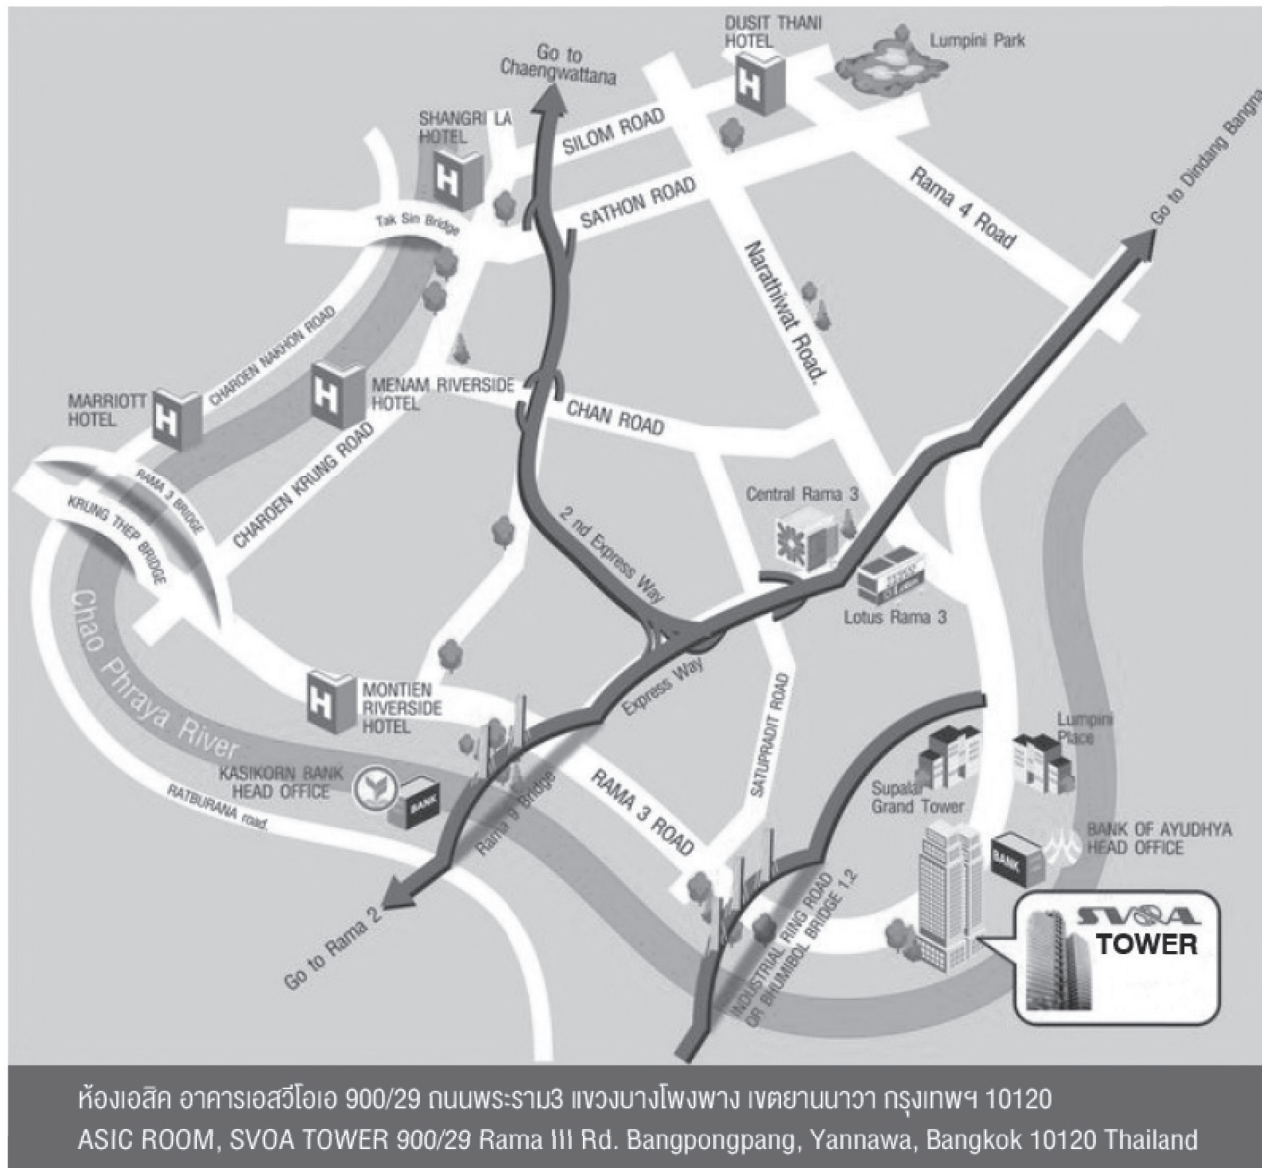 DUSIT THANI
HOTEL
Lumpini Park
Go to
Chaengwattana
SHANGRI LA
HOTEL
H
H
SILOM ROAD
SATHON ROAD
Rama 4 Road
Go to Dindang Bangna
Tak Sin Bridge
Narathiwat Road.
CHAROEN NAKHON ROAD
MARRIOTT
HOTEL
H
H
MENAM RIVERSIDE
HOTEL
CHAN ROAD
CHAROEN KRUNG ROAD
RAMA 3 BRIDGE
KRUNG THEP BRIDGE
Central Rama 3
2 nd Express Way
Lotus Rama 3
Chao Phraya River
Express Way
H
MONTIEN
RIVERSIDE
HOTEL
SATUPRADIT ROAD
Lumpini
Place
KASIKORN BANK
HEAD OFFICE
BANK
RATBURANA road.
Rama 9 Bridge
RAMA 3 ROAD
Supalai
Grand Tower
BANK
BANK OF AYUDHYA
HEAD OFFICE
Go to Rama 2
INDUSTRIAL RING ROAD
OR BHUMIBOL BRIDGE 1,2
SVOA
TOWER
ห้องเอสิค อาคารเอสวีโอเอ 900/29 ถนนพระราม3 แขวงบางโพงพาง เขตยานนาวา กรุงเทพฯ 10120
ASIC ROOM, SVOA TOWER 900/29 Rama III Rd. Bangpongpang, Yannawa, Bangkok 10120 Thailand